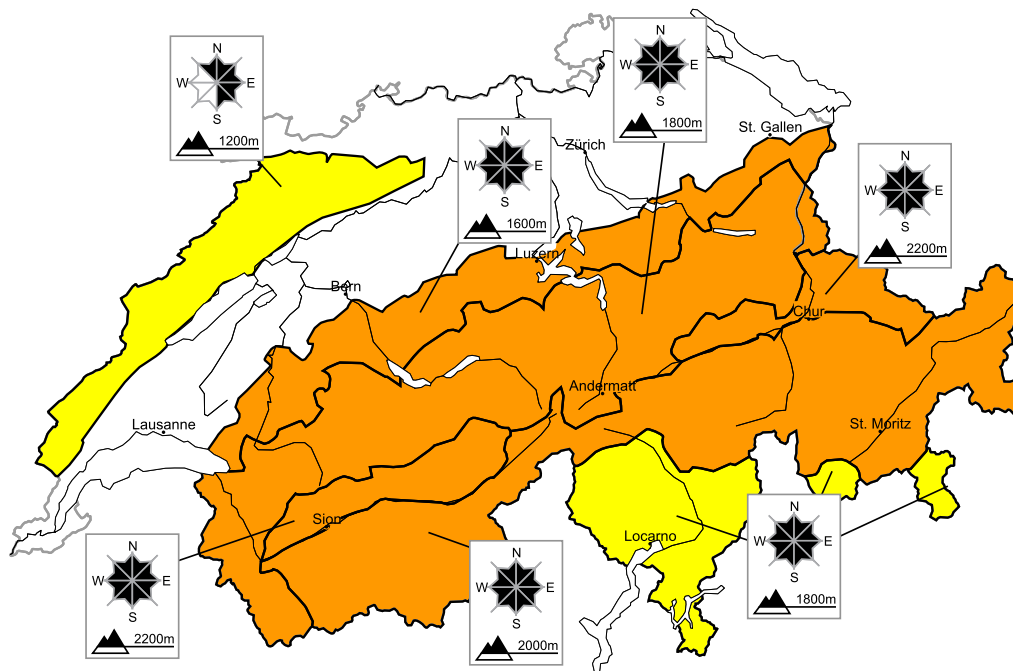 N
W E
S
1200m
N
W E
S
1800m
St. Gallen
Zürich
N
W E
S
1600m
N
W E
S
2200m
Luzern
Bern
Chur
Andermatt
Lausanne
St. Moritz
Sion
Locarno
N
W E
S
2200m
N
W E
S
2000m
N
W E
S
1800m